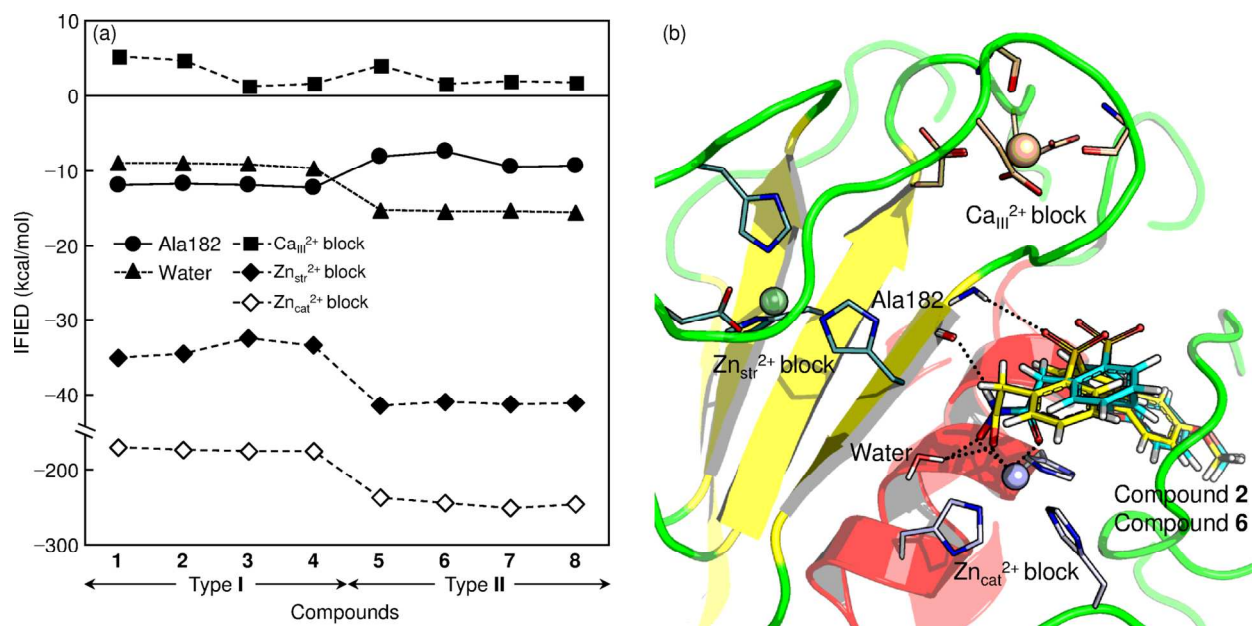 (a)
10
0
−10
−20
−30
−40
−200
−300
IFIED (kcal/mol)
Ala182
Water
Caᵢᵢᵢ²⁺ block
Znₛₜᵣ²⁺ block
Zn_cat²⁺ block
1 2 3 4 5 6 7 8
Type I Type II
Compounds
(b)
Caᵢᵢᵢ²⁺ block
Ala182
Znₛₜᵣ²⁺ block
Water
Compound 2
Compound 6
Zn_cat²⁺ block